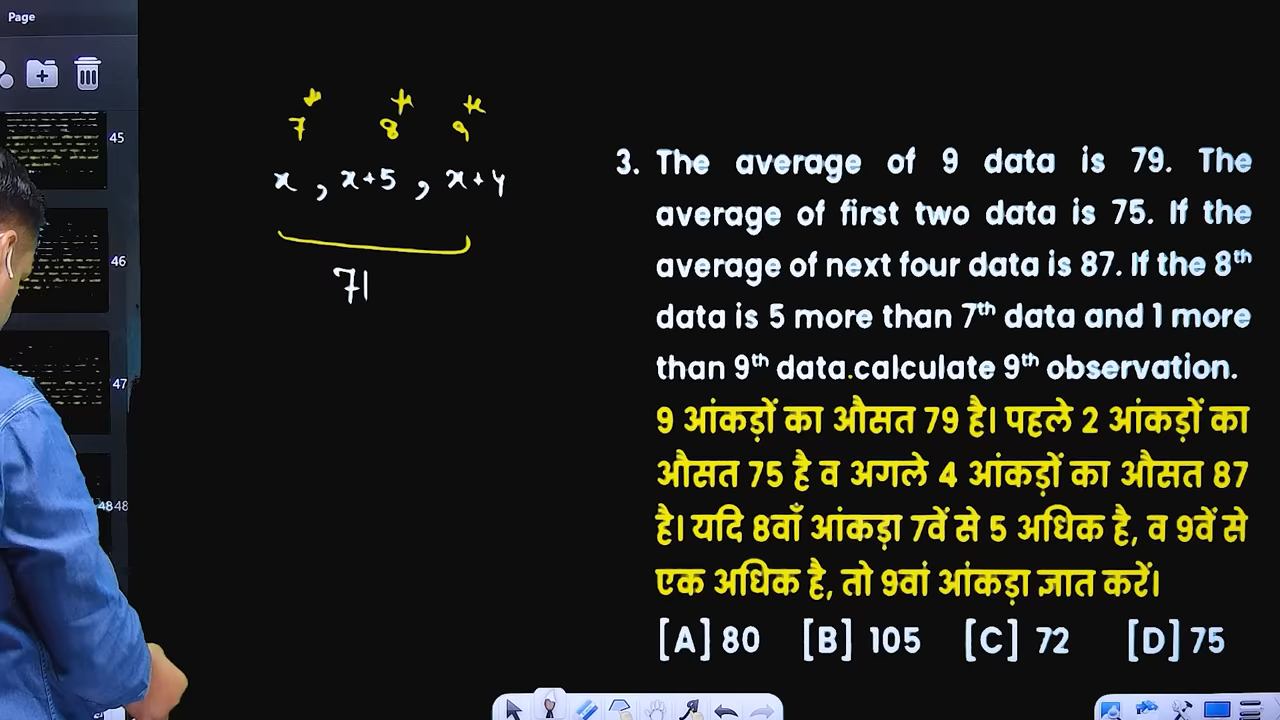 Page
45
46
47
48 48
7 8 9
x , x+5 , x+4
71
3. The average of 9 data is 79. The
average of first two data is 75. If the
average of next four data is 87. If the 8th
data is 5 more than 7th data and 1 more
than 9th data.calculate 9th observation.
9 आंकड़ों का औसत 79 है। पहले 2 आंकड़ों का
औसत 75 है व अगले 4 आंकड़ों का औसत 87
है। यदि 8वाँ आंकड़ा 7वें से 5 अधिक है, व 9वें से
एक अधिक है, तो 9वां आंकड़ा ज्ञात करें।
[A] 80 [B] 105 [C] 72 [D] 75